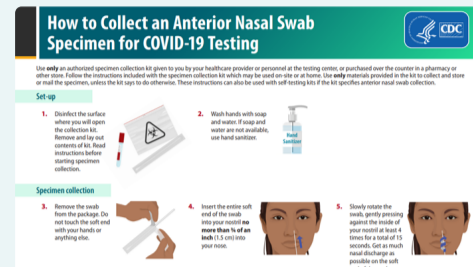 How to Collect an Anterior Nasal Swab
Specimen for COVID-19 Testing
CDC
Use only an authorized specimen collection kit given to you by your healthcare provider or personnel at the testing center, or purchased over the counter in a pharmacy or
other store. Follow the instructions included with the specimen collection kit which may be used on-site or at home. Use only materials provided in the kit to collect and store
or mail the specimen, unless the kit says to do otherwise. These instructions can also be used with self-testing kits if the kit specifies anterior nasal swab collection.
Set-up
1. Disinfect the surface
where you will open
the collection kit.
Remove and lay out
contents of kit. Read
instructions before
starting specimen
collection.
2. Wash hands with soap
and water. If soap and
water are not available,
use hand sanitizer.
Hand
Sanitizer
Specimen collection
3. Remove the swab
from the package. Do
not touch the soft end
with your hands or
anything else.
4. Insert the entire soft
end of the swab
into your nostril no
more than ¾ of an
inch (1.5 cm) into
your nose.
5. Slowly rotate the
swab, gently pressing
against the inside of
your nostril at least 4
times for a total of 15
seconds. Get as much
nasal discharge as
possible on the soft